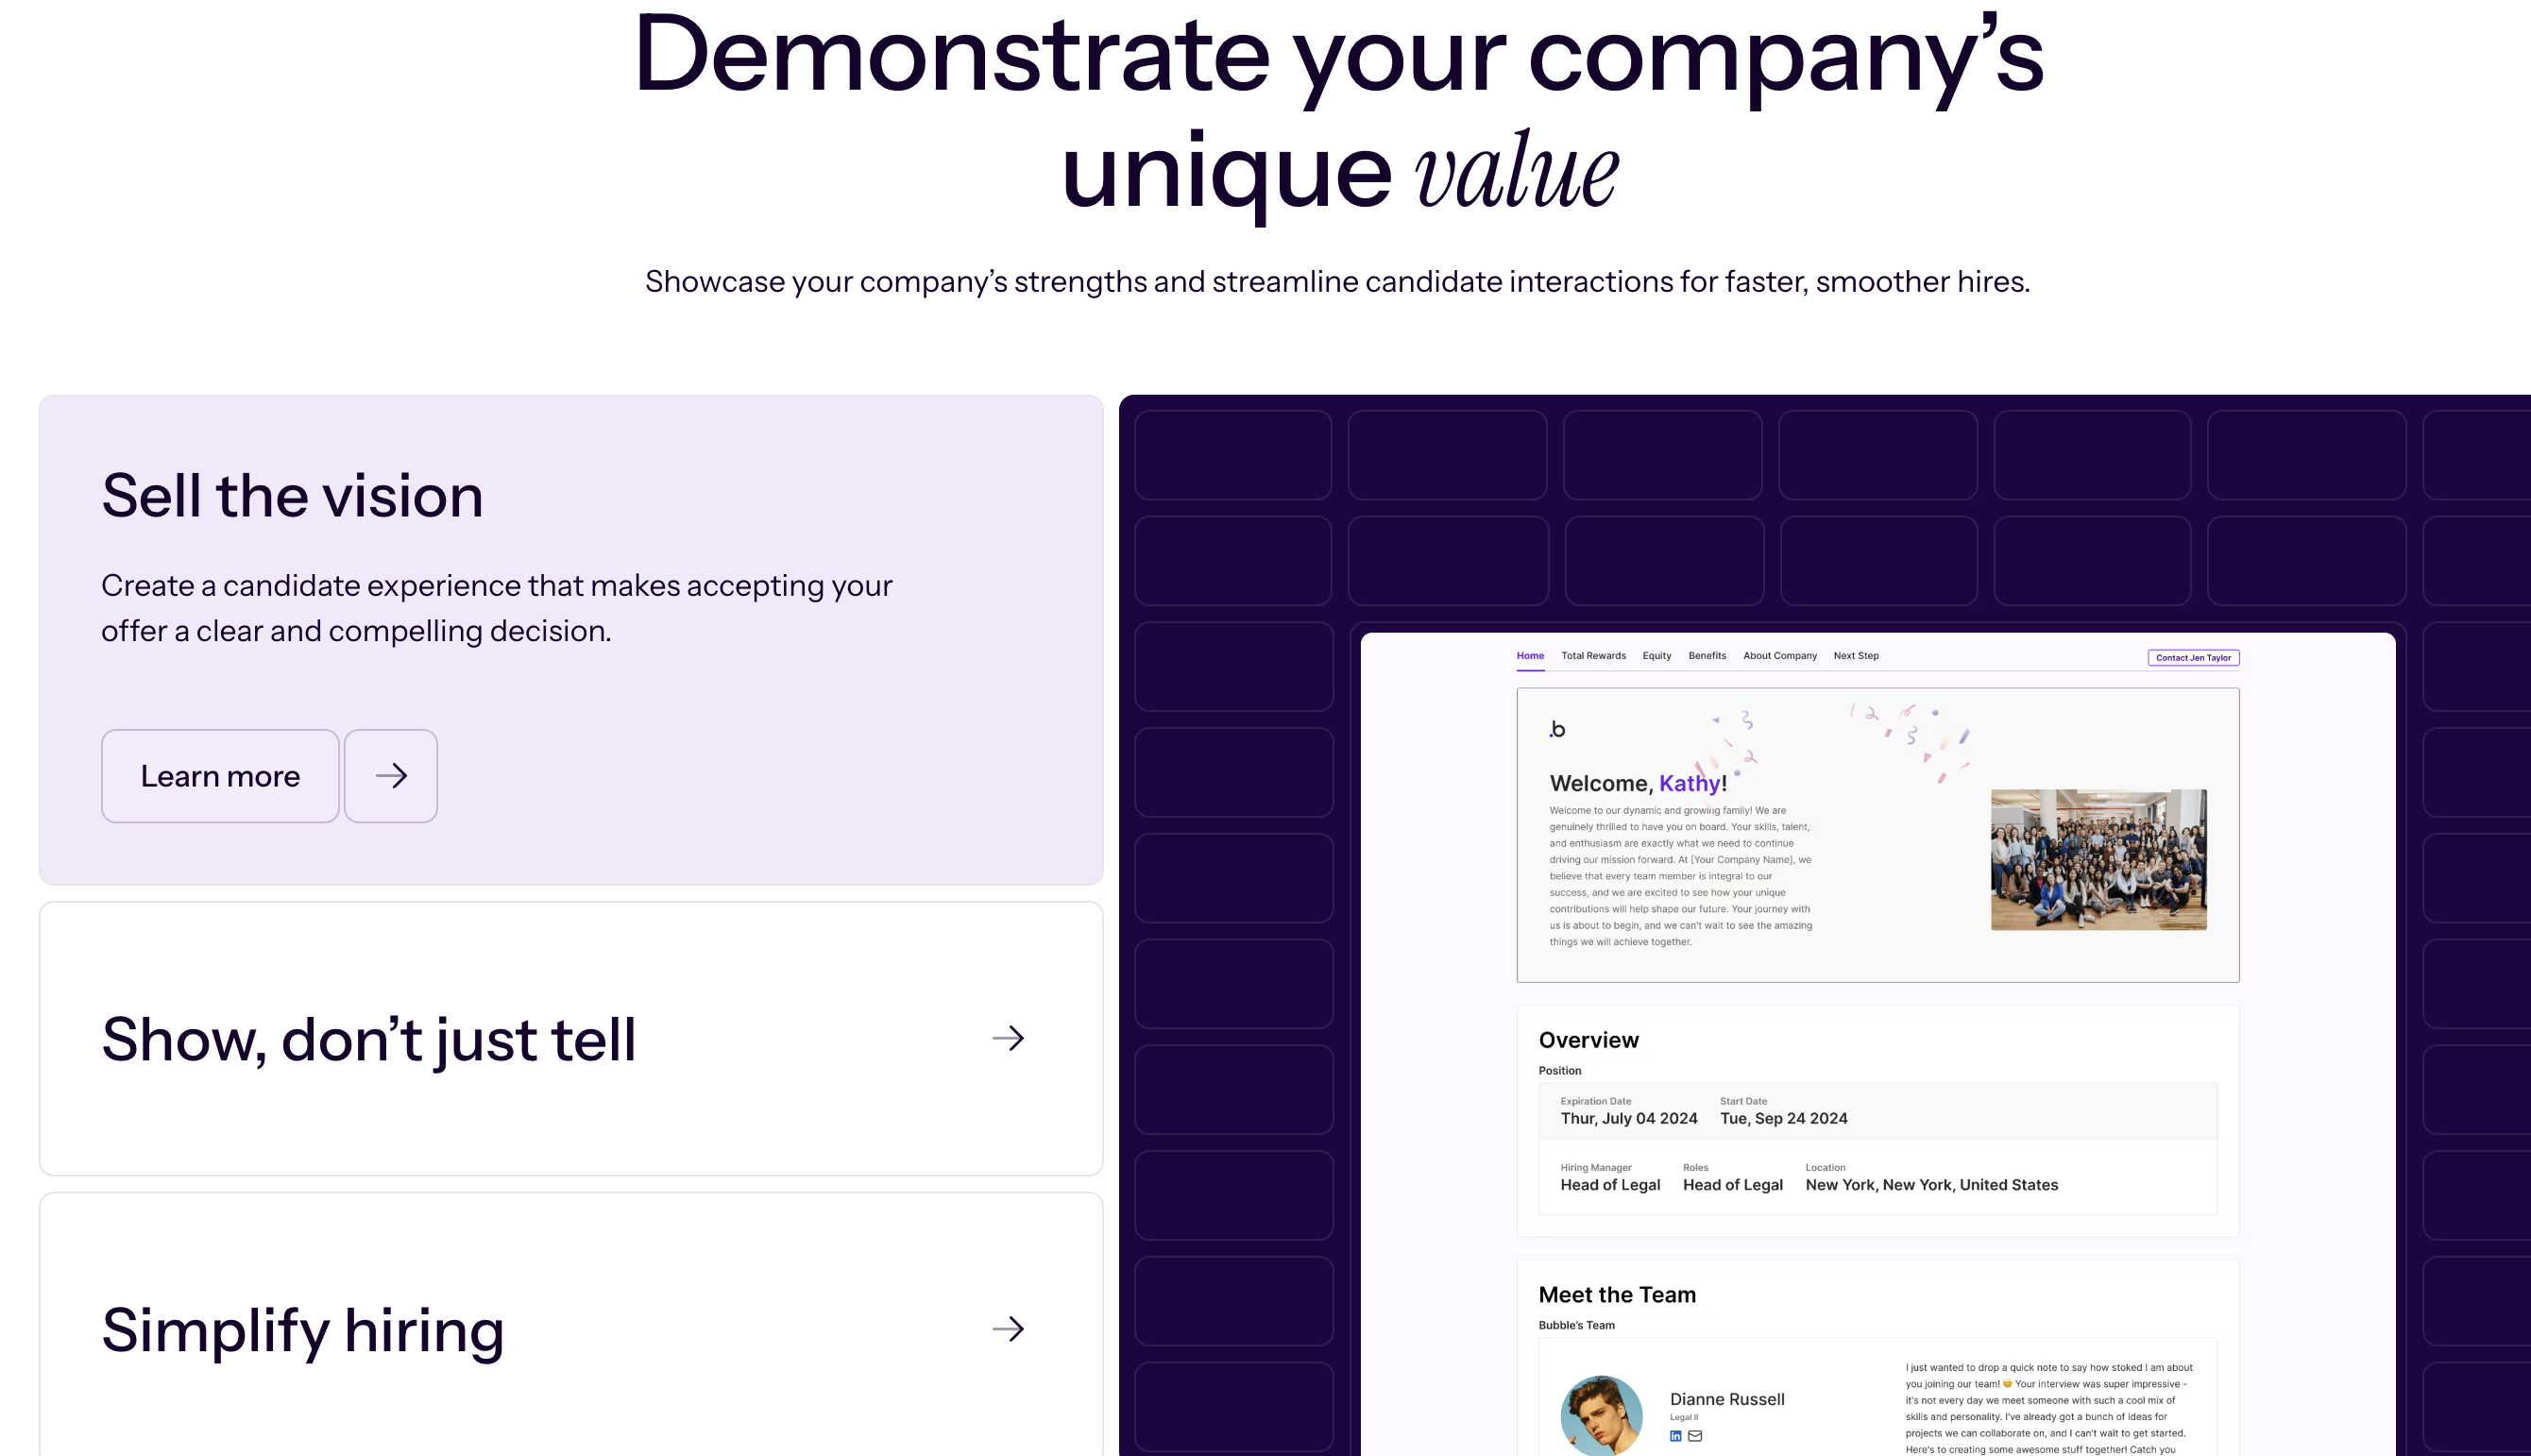 Demonstrate your company’s
unique value
Showcase your company’s strengths and streamline candidate interactions for faster, smoother hires.
Sell the vision
Create a candidate experience that makes accepting your
offer a clear and compelling decision.
Learn more
Show, don’t just tell
Simplify hiring
Home Total Rewards Equity Benefits About Company Next Step Contact Jen Taylor
.b
Welcome, Kathy!
Welcome to our dynamic and growing family! We are
genuinely thrilled to have you on board. Your skills, talent,
and enthusiasm are exactly what we need to continue
driving our mission forward. At [Your Company Name], we
believe that every team member is integral to our
success, and we are excited to see how your unique
contributions will help shape our future. Your journey with
us is about to begin, and we can't wait to see the amazing
things we will achieve together.
Overview
Position
Expiration Date Start Date
Thur, July 04 2024 Tue, Sep 24 2024
Hiring Manager Roles Location
Head of Legal Head of Legal New York, New York, United States
Meet the Team
Bubble’s Team
Dianne Russell
Legal II
in
I just wanted to drop a quick note to say how stoked I am about
you joining our team! 😊 Your interview was super impressive -
it's not every day we meet someone with such a cool mix of
skills and personality. I've already got a bunch of ideas for
projects we can collaborate on, and I can't wait to get started.
Here's to creating some awesome stuff together! Catch you